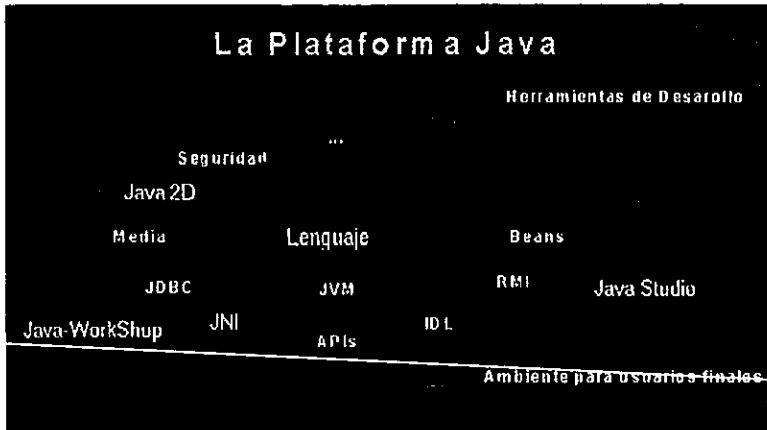 La Plataforma Java
Herramientas de Desarollo
...
Seguridad
Java 2D
Media Lenguaje Beans
JDBC JVM RMI Java Studio
Java-WorkShup JNI APIs IDL
Ambiente para usuarios finales